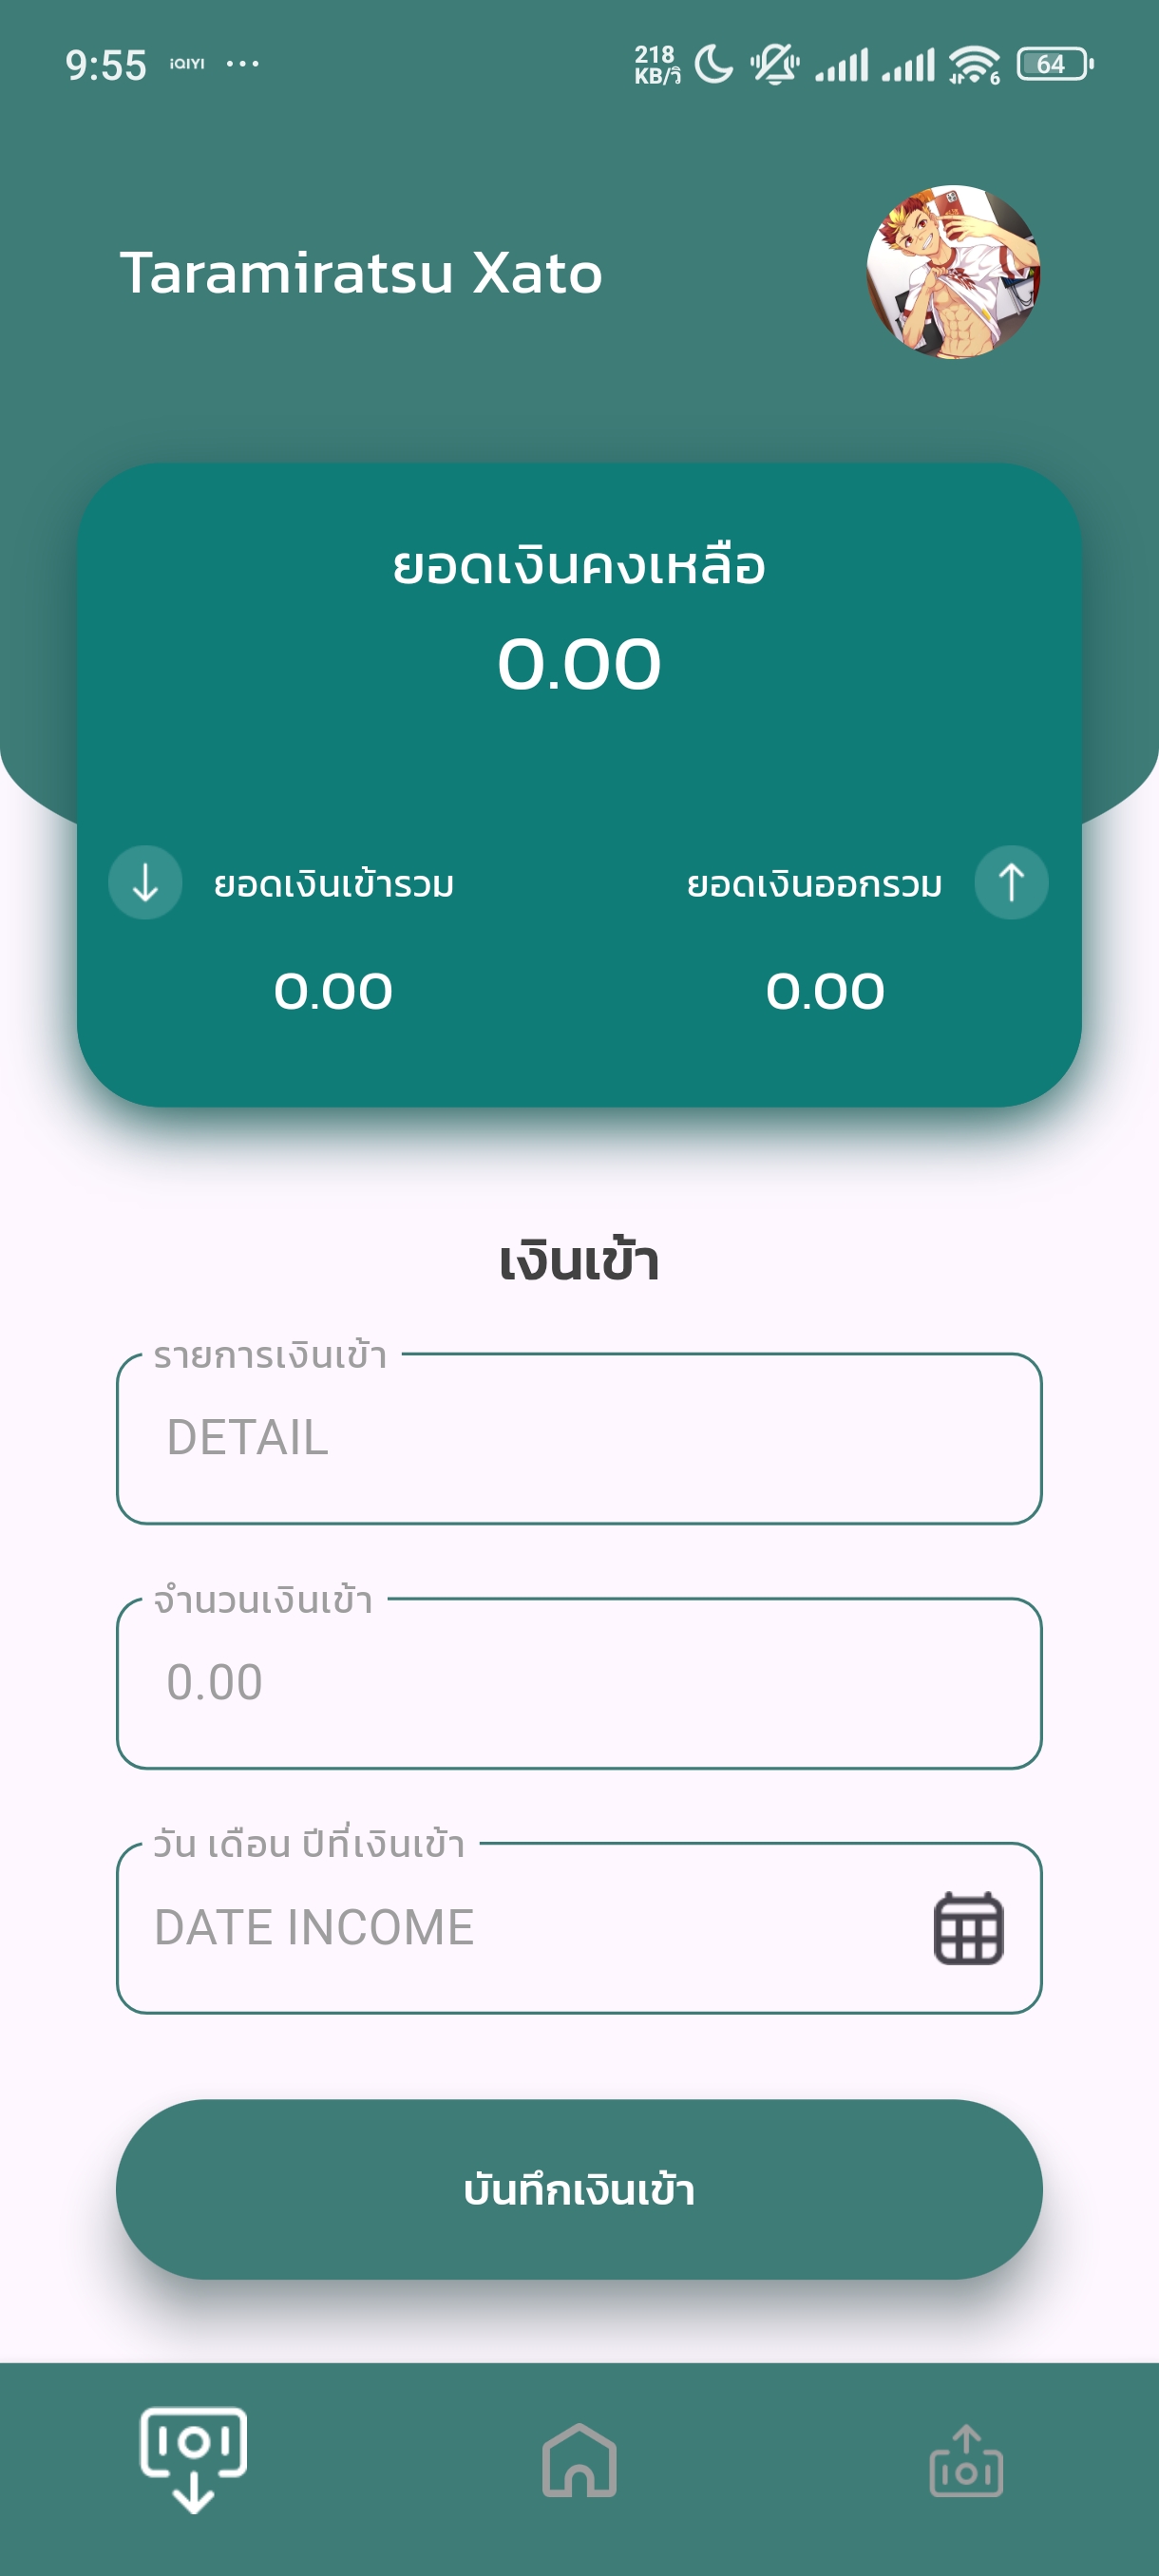 9:55 iQIYI ... 218 KB/วิ 6 64
Taramiratsu Xato
ยอดเงินคงเหลือ
0.00
ยอดเงินเข้ารวม ยอดเงินออกรวม
0.00 0.00
เงินเข้า
รายการเงินเข้า
DETAIL
จำนวนเงินเข้า
0.00
วัน เดือน ปีที่เงินเข้า
DATE INCOME
บันทึกเงินเข้า